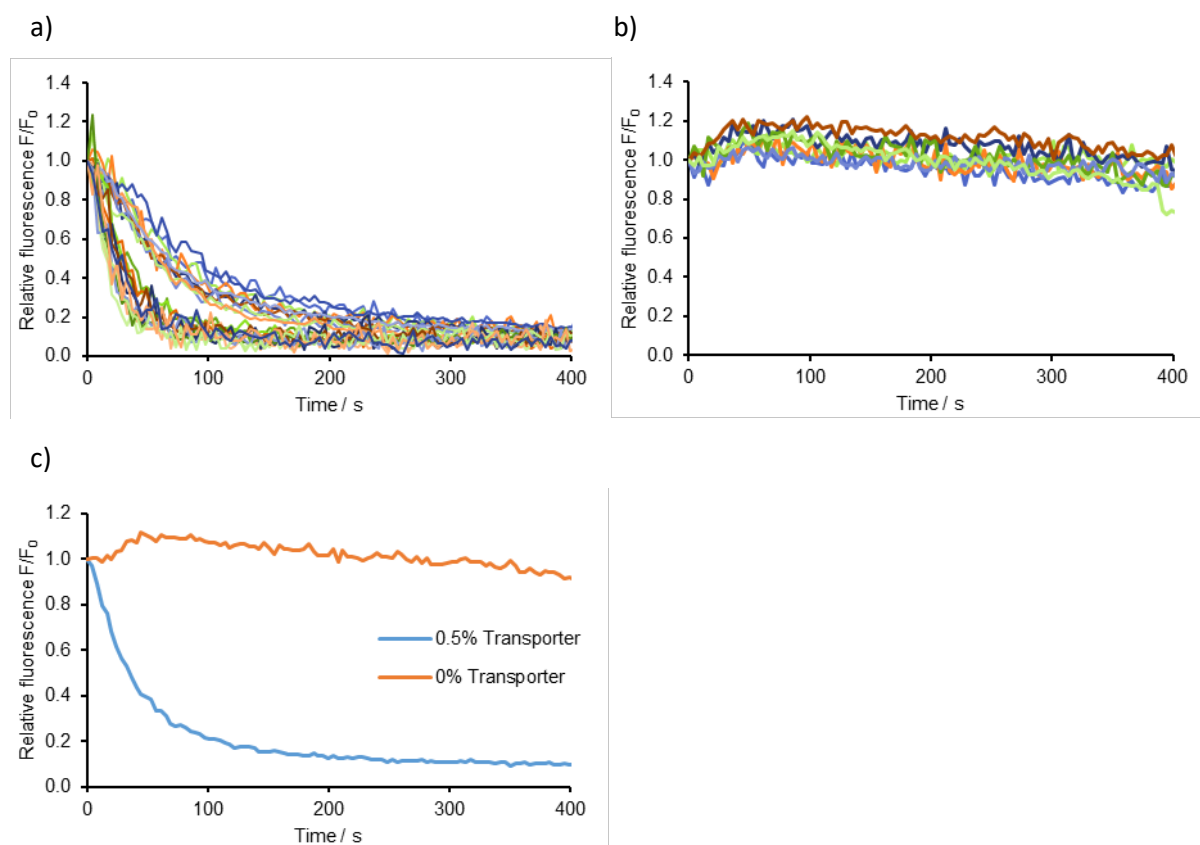 a)
b)
Relative fluorescence F/F₀
1.4
1.2
1.0
0.8
0.6
0.4
0.2
0.0
0 100 200 300 400
Time / s
Relative fluorescence F/F₀
1.4
1.2
1.0
0.8
0.6
0.4
0.2
0.0
0 100 200 300 400
Time / s
c)
Relative fluorescence F/F₀
1.2
1.0
0.8
0.6
0.4
0.2
0.0
0.5% Transporter
0% Transporter
0 100 200 300 400
Time / s